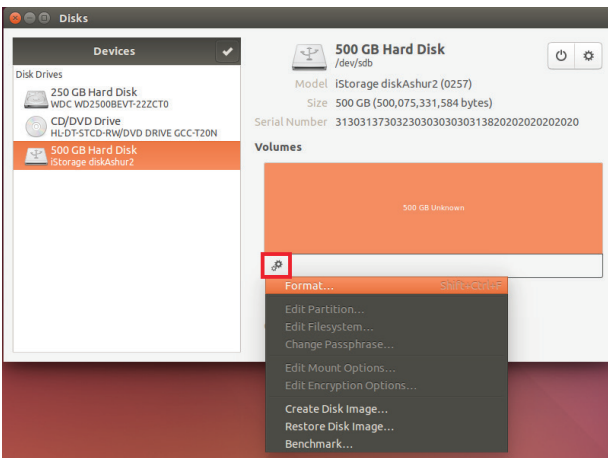 Disks
Devices
Disk Drives
250 GB Hard Disk
WDC WD2500BEVT-22ZCT0
CD/DVD Drive
HL-DT-STCD-RW/DVD DRIVE GCC-T20N
500 GB Hard Disk
iStorage diskAshur2
500 GB Hard Disk
/dev/sdb
Model iStorage diskAshur2 (0257)
Size 500 GB (500,075,331,584 bytes)
Serial Number 3130313730323030303030313820202020202020
Volumes
500 GB Unknown
Format... Shift+Ctrl+F
Edit Partition...
Edit Filesystem...
Change Passphrase...
Edit Mount Options...
Edit Encryption Options...
Create Disk Image...
Restore Disk Image...
Benchmark...